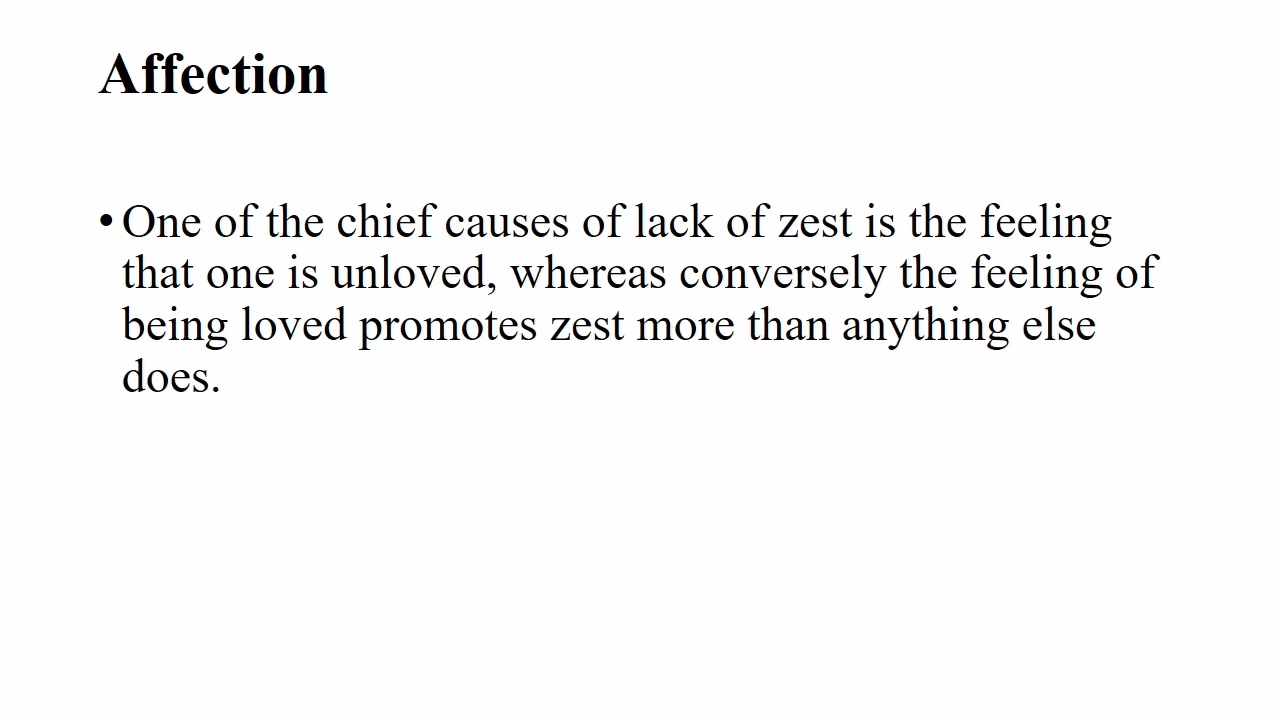 Affection
• One of the chief causes of lack of zest is the feeling
that one is unloved, whereas conversely the feeling of
being loved promotes zest more than anything else
does.